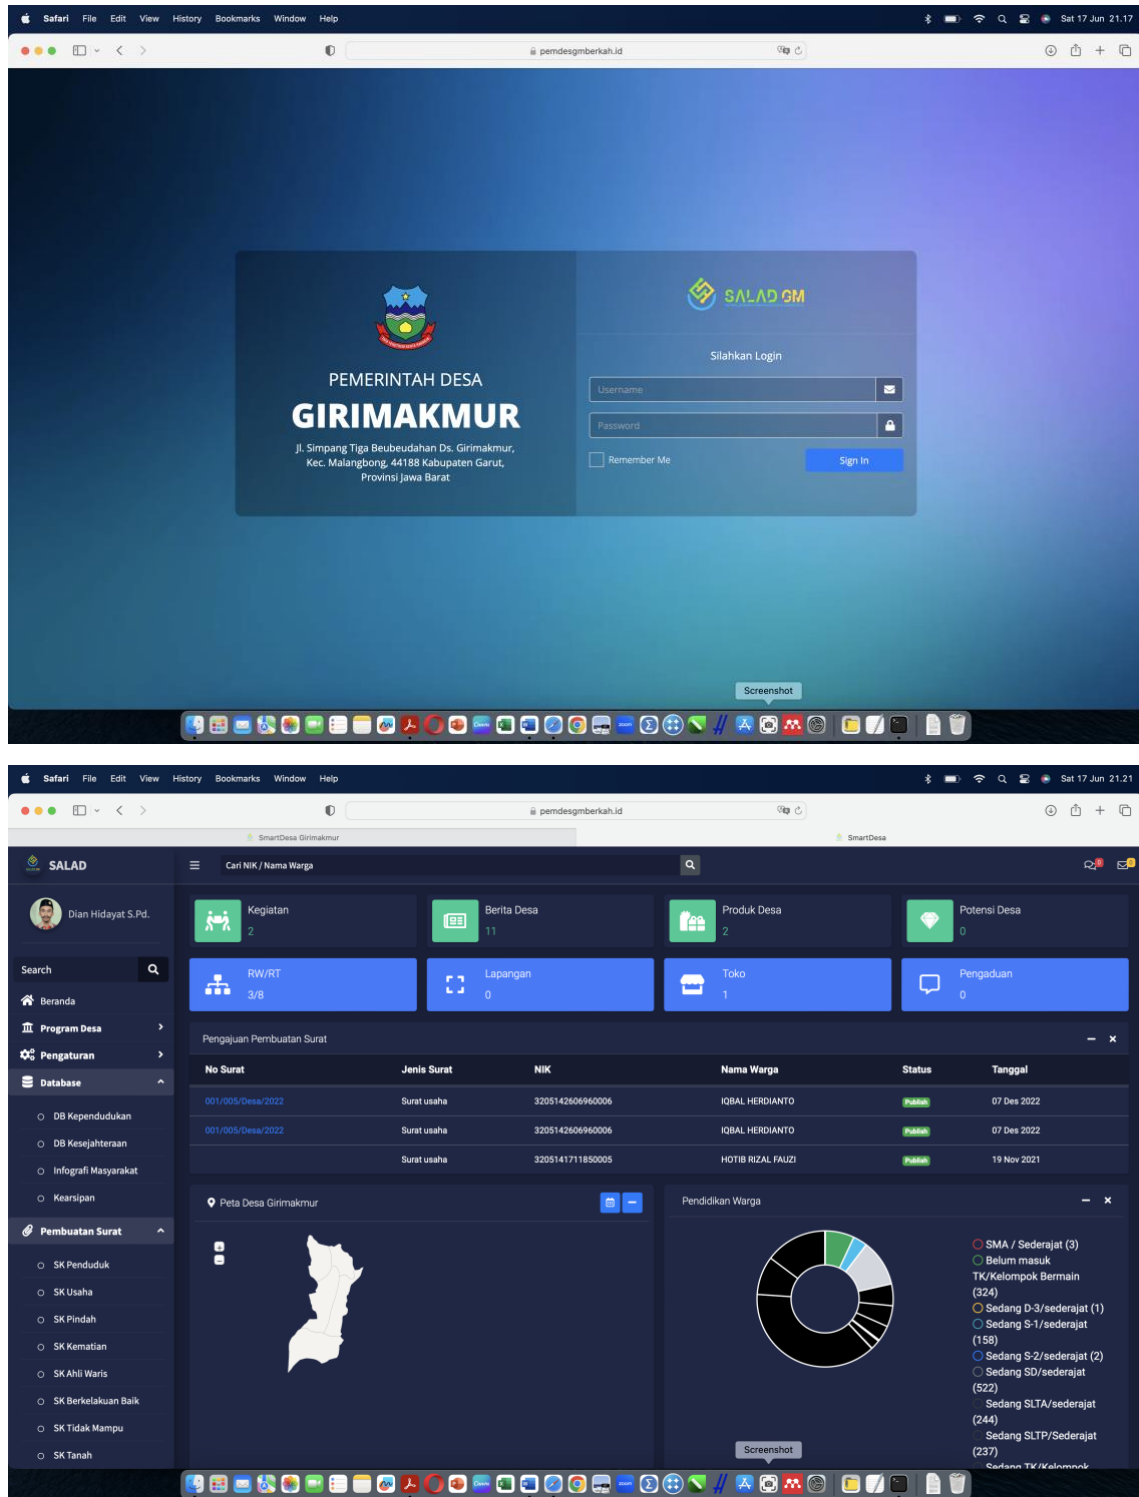 Safari File Edit View History Bookmarks Window Help Sat 17 Jun 21.17
pemdesgmberkah.id
SALAD GM
PEMERINTAH DESA
GIRIMAKMUR
Jl. Simpang Tiga Beubeudahan Ds. Girimakmur,
Kec. Malangbong, 44188 Kabupaten Garut,
Provinsi Jawa Barat
Silahkan Login
Username
Password
Remember Me Sign In
Screenshot
Safari File Edit View History Bookmarks Window Help Sat 17 Jun 21.21
pemdesgmberkah.id
SmartDesa Girimakmur SmartDesa
SALAD Cari NIK / Nama Warga
Dian Hidayat S.Pd.
Search
Beranda
Program Desa
Pengaturan
Database
DB Kependudukan
DB Kesejahteraan
Infografi Masyarakat
Kearsipan
Pembuatan Surat
SK Penduduk
SK Usaha
SK Pindah
SK Kematian
SK Ahli Waris
SK Berkelakuan Baik
SK Tidak Mampu
SK Tanah
Kegiatan
2
Berita Desa
11
Produk Desa
2
Potensi Desa
0
RW/RT
3/8
Lapangan
0
Toko
1
Pengaduan
0
Pengajuan Pembuatan Surat
No Surat Jenis Surat NIK Nama Warga Status Tanggal
001/005/Desa/2022 Surat usaha 3205142606960006 IQBAL HERDIANTO Publish 07 Des 2022
001/005/Desa/2022 Surat usaha 3205142606960006 IQBAL HERDIANTO Publish 07 Des 2022
Surat usaha 3205141711850005 HOTIB RIZAL FAUZI Publish 19 Nov 2021
Peta Desa Girimakmur
+
−
Pendidikan Warga
SMA / Sederajat (3)
Belum masuk
TK/Kelompok Bermain
(324)
Sedang D-3/sederajat (1)
Sedang S-1/sederajat
(158)
Sedang S-2/sederajat (2)
Sedang SD/sederajat
(522)
Sedang SLTA/sederajat
(244)
Sedang SLTP/Sederajat
(237)
Sedang TK/Kelompok
Screenshot